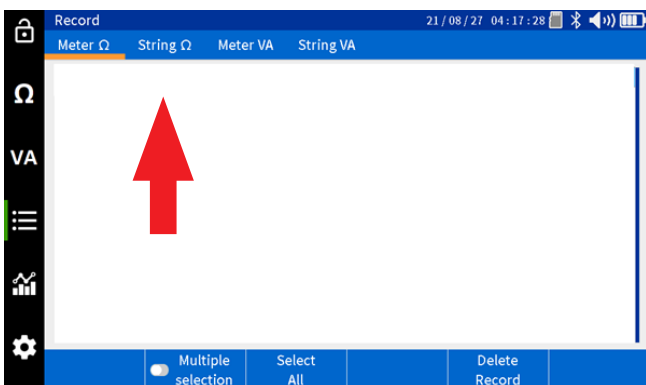 Record 21/08/27 04:17:28
Meter Ω String Ω Meter VA String VA
Ω
VA
Multiple selection
Select All
Delete Record